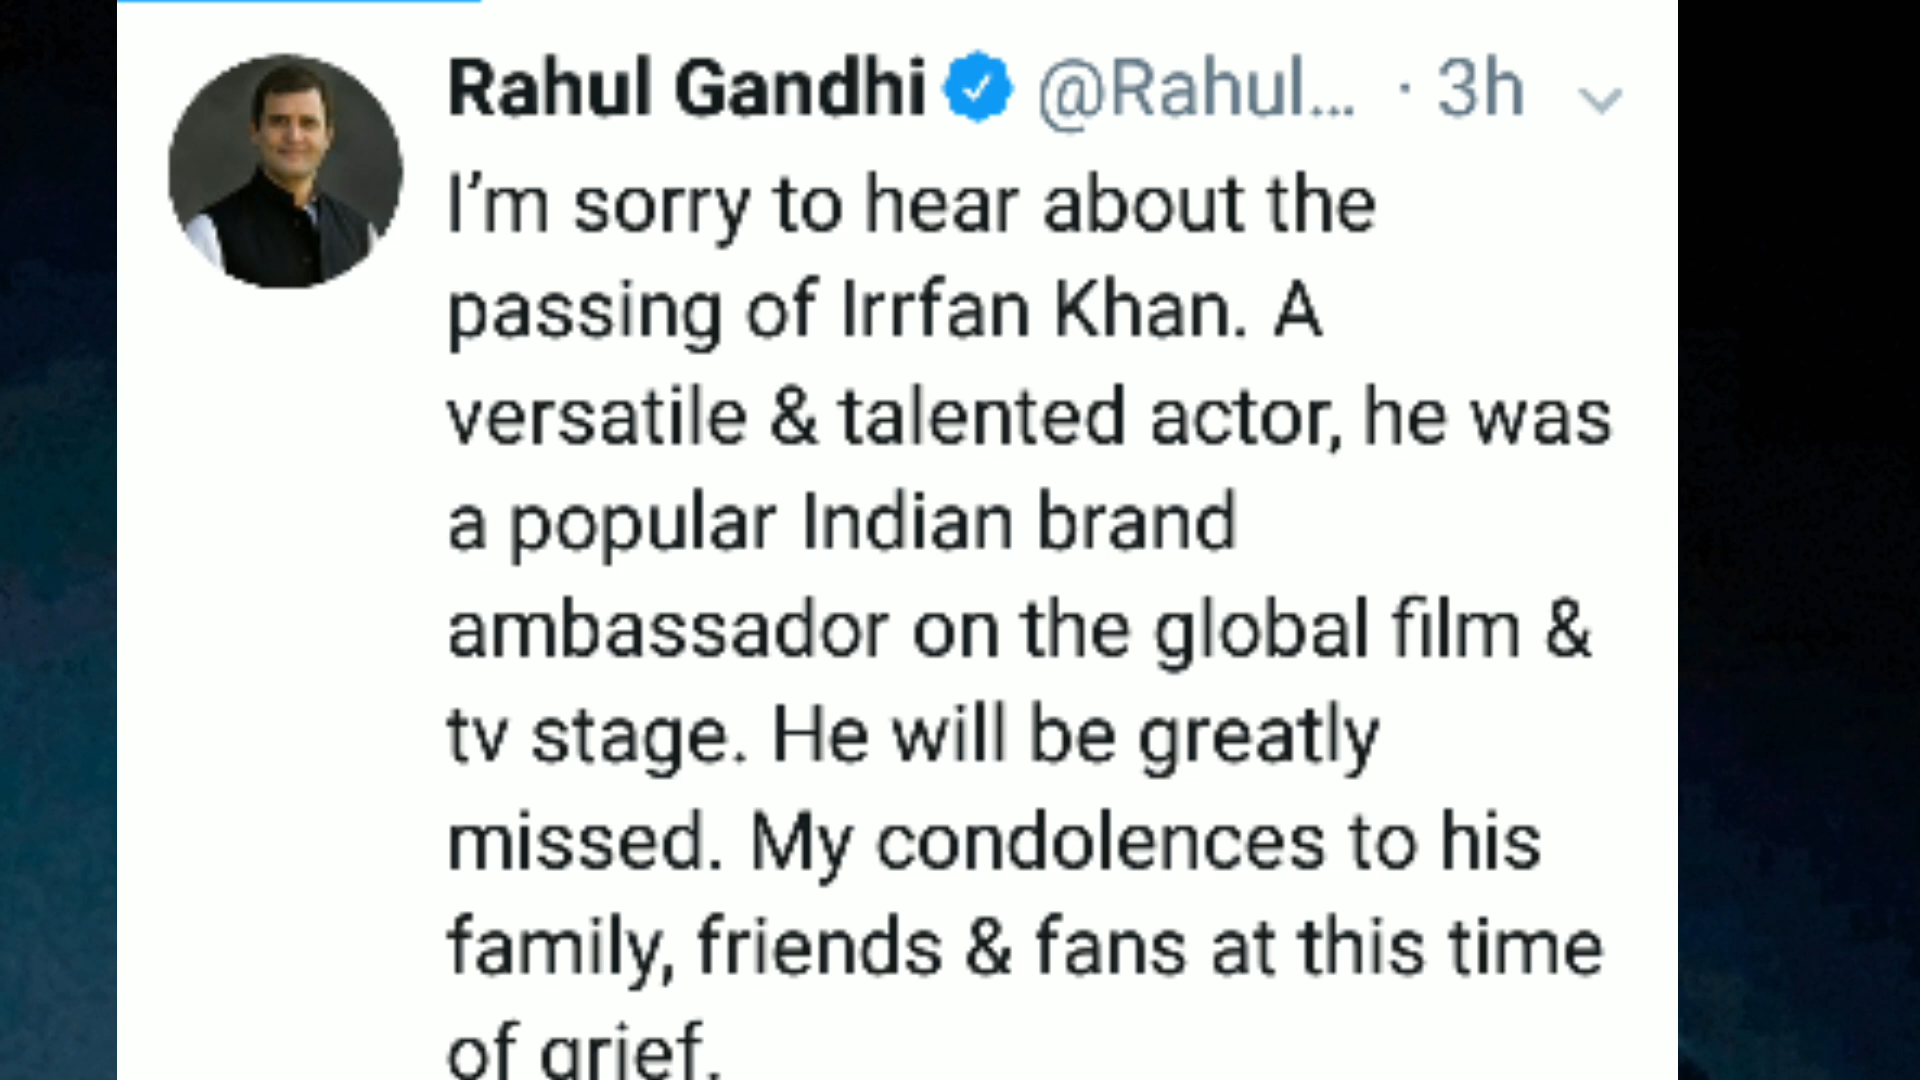 Rahul Gandhi @Rahul... · 3h
I’m sorry to hear about the
passing of Irrfan Khan. A
versatile & talented actor, he was
a popular Indian brand
ambassador on the global film &
tv stage. He will be greatly
missed. My condolences to his
family, friends & fans at this time
of grief.